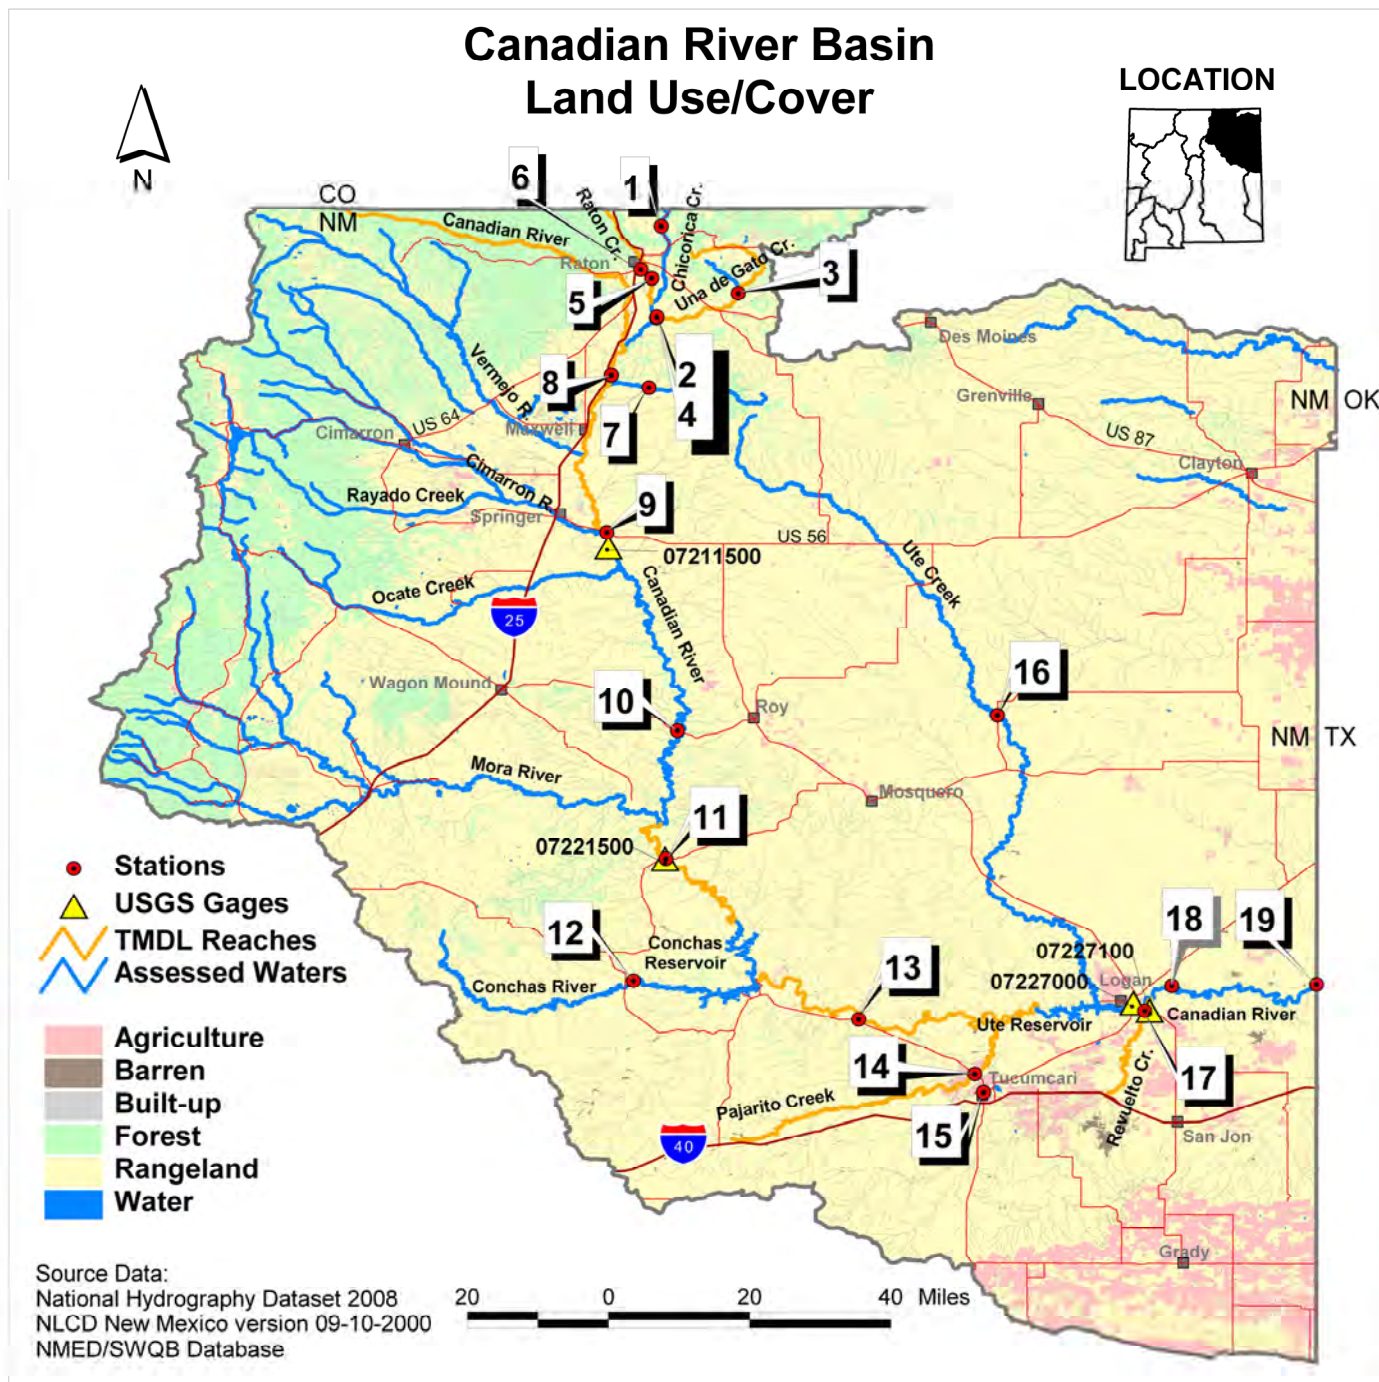 Canadian River Basin
Land Use/Cover
LOCATION
N
CO
NM
6
1
Raton Cr.
Chicorica Cr.
Canadian River
Raton
Una de Gato Cr.
3
5
Des Moines
2
4
8
Vermejo R.
7
Grenville
NM
OK
US 64
Maxwell
Cimarron
US 87
Clayton
Cimarron R.
Rayado Creek
9
Springer
US 56
07211500
Ute Creek
Ocate Creek
Canadian River
25
16
Wagon Mound
10
Roy
NM
TX
Mora River
Mosquero
11
07221500
Stations
USGS Gages
TMDL Reaches
Assessed Waters
12
Conchas
Reservoir
18
19
07227100
13
Conchas River
07227000
Logan
Ute Reservoir
Canadian River
Agriculture
Barren
Built-up
Forest
Rangeland
Water
14
Tucumcari
17
Pajarito Creek
Revuelto Cr.
15
San Jon
40
Grady
Source Data:
National Hydrography Dataset 2008
NLCD New Mexico version 09-10-2000
NMED/SWQB Database
20
0
20
40
Miles